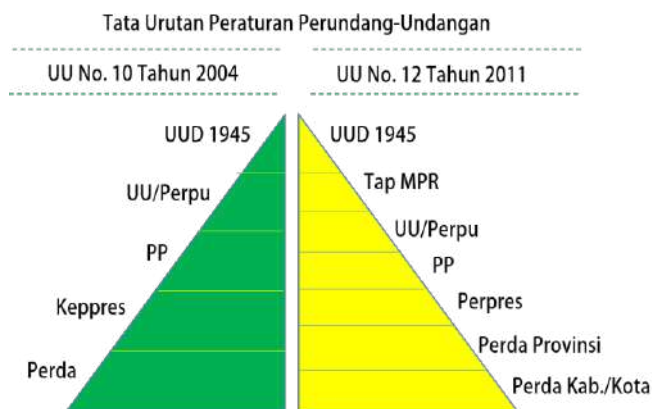 Tata Urutan Peraturan Perundang-Undangan
UU No. 10 Tahun 2004
UUD 1945
UU/Perpu
PP
Keppres
Perda
UU No. 12 Tahun 2011
UUD 1945
Tap MPR
UU/Perpu
PP
Perpres
Perda Provinsi
Perda Kab./Kota